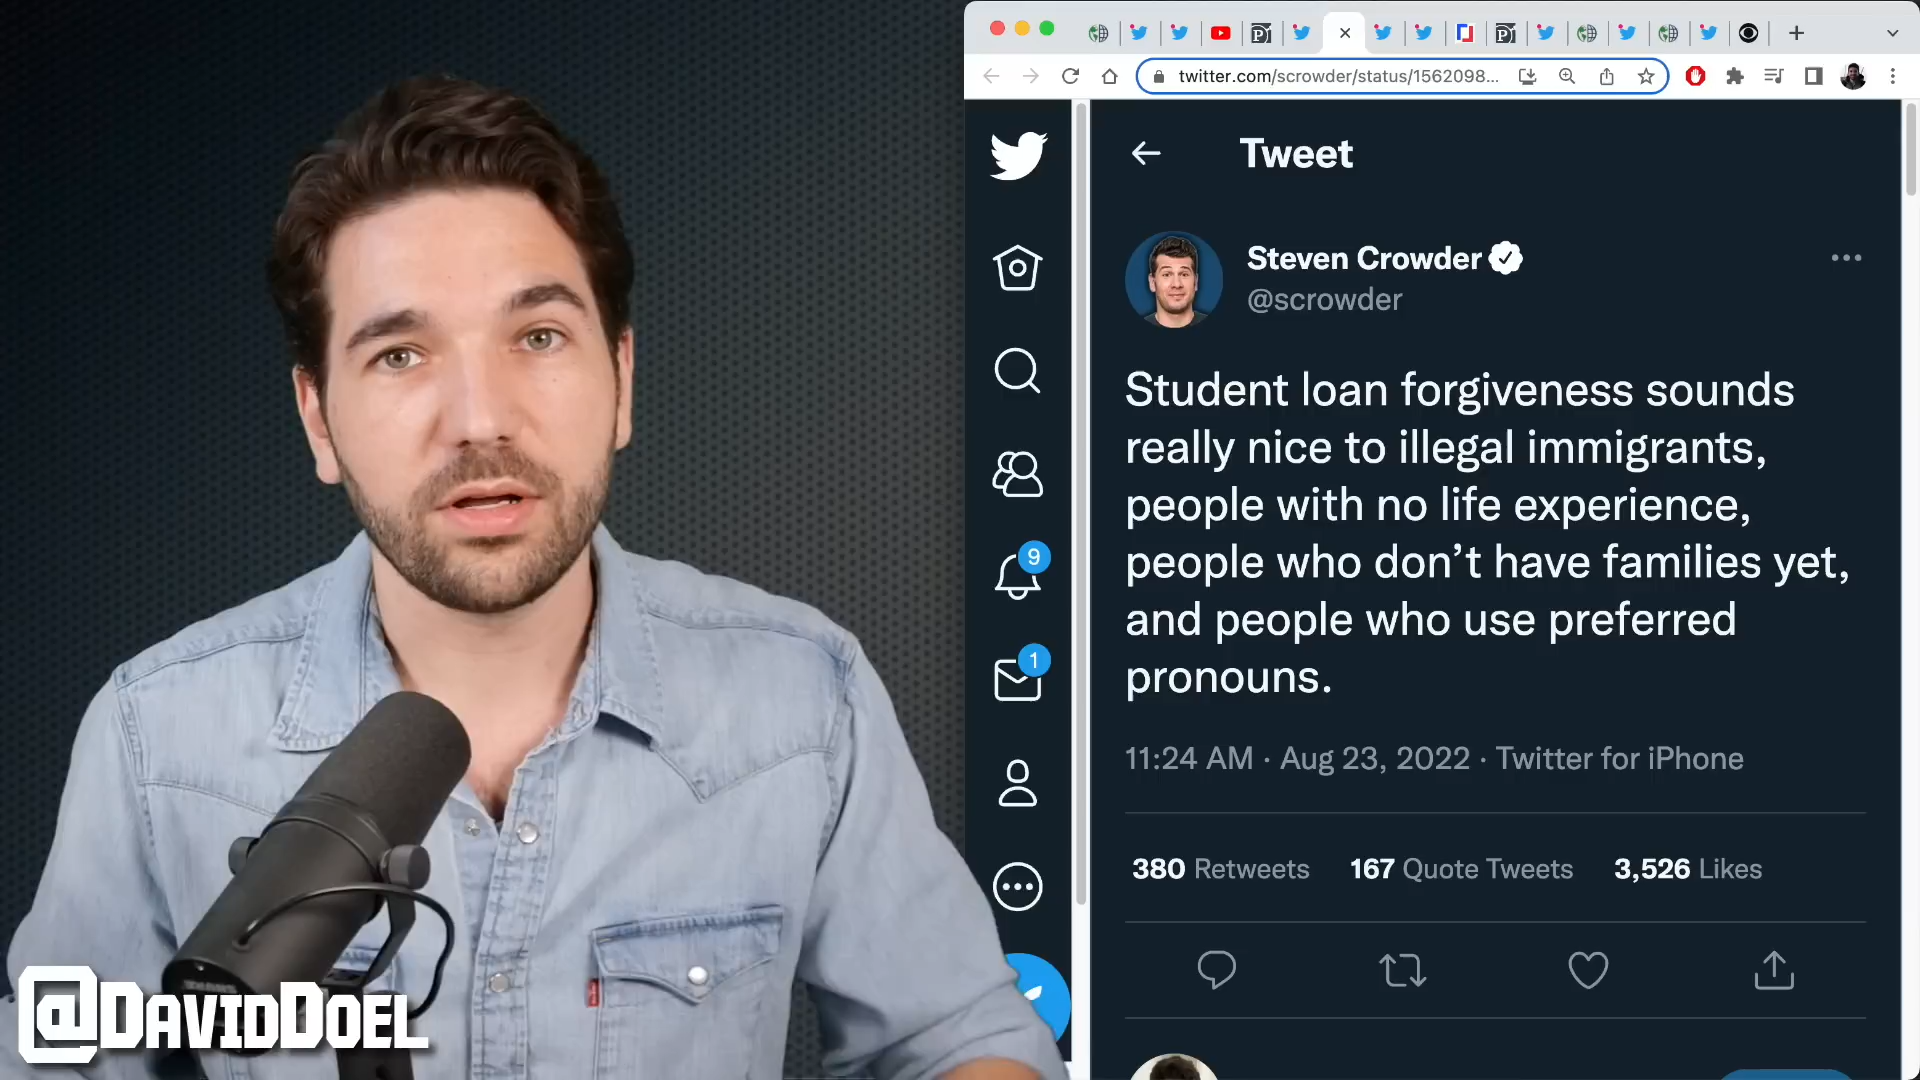 twitter.com/scrowder/status/1562098...
Tweet
Steven Crowder
@scrowder
Student loan forgiveness sounds
really nice to illegal immigrants,
people with no life experience,
people who don’t have families yet,
and people who use preferred
pronouns.
11:24 AM · Aug 23, 2022 · Twitter for iPhone
380 Retweets 167 Quote Tweets 3,526 Likes
9
1
@DAVIDDOEL